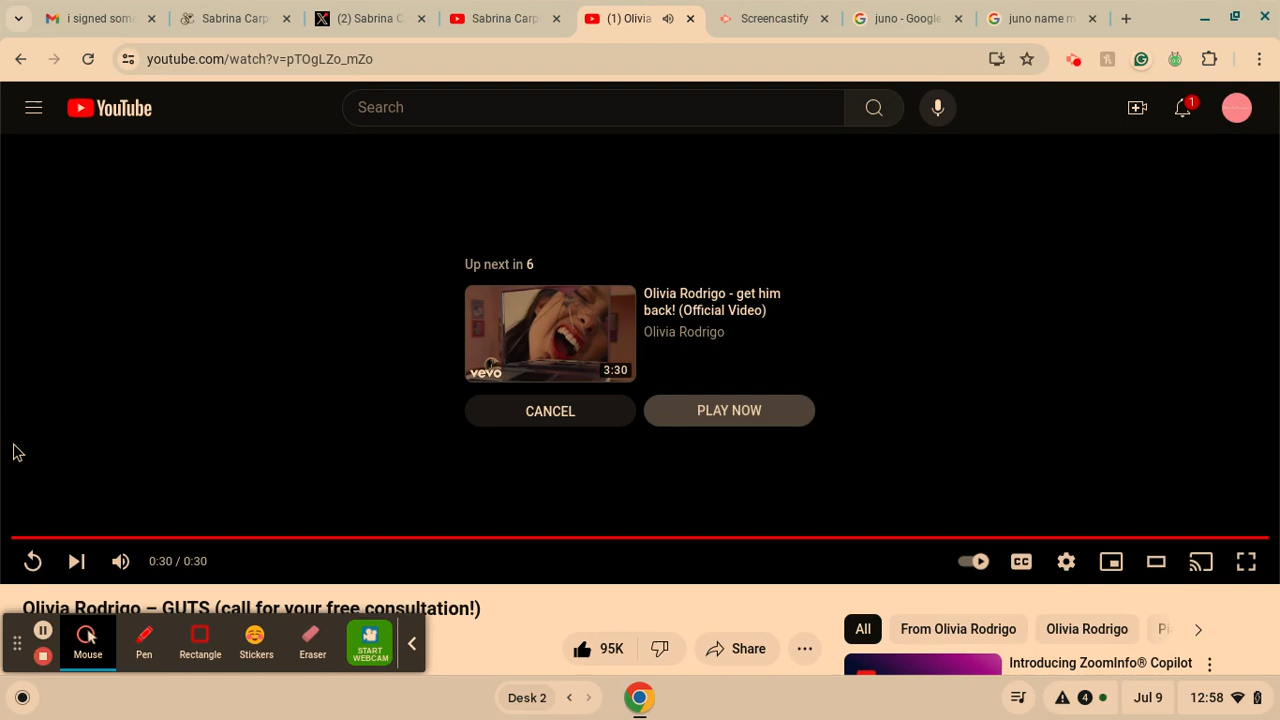 i signed som
Sabrina Carp
(2) Sabrina C
Sabrina Carp
(1) Olivia
Screencastify
juno - Google
juno name m
youtube.com/watch?v=pTOgLZo_mZo
YouTube
Search
1
Up next in 6
Olivia Rodrigo - get him
back! (Official Video)
Olivia Rodrigo
vevo
3:30
CANCEL
PLAY NOW
0:30 / 0:30
CC
Olivia Rodrigo – GUTS (call for your free consultation!)
Mouse
Pen
Rectangle
Stickers
Eraser
START
WEBCAM
95K
Share
All
From Olivia Rodrigo
Olivia Rodrigo
Introducing ZoomInfo® Copilot
Desk 2
4
Jul 9
12:58